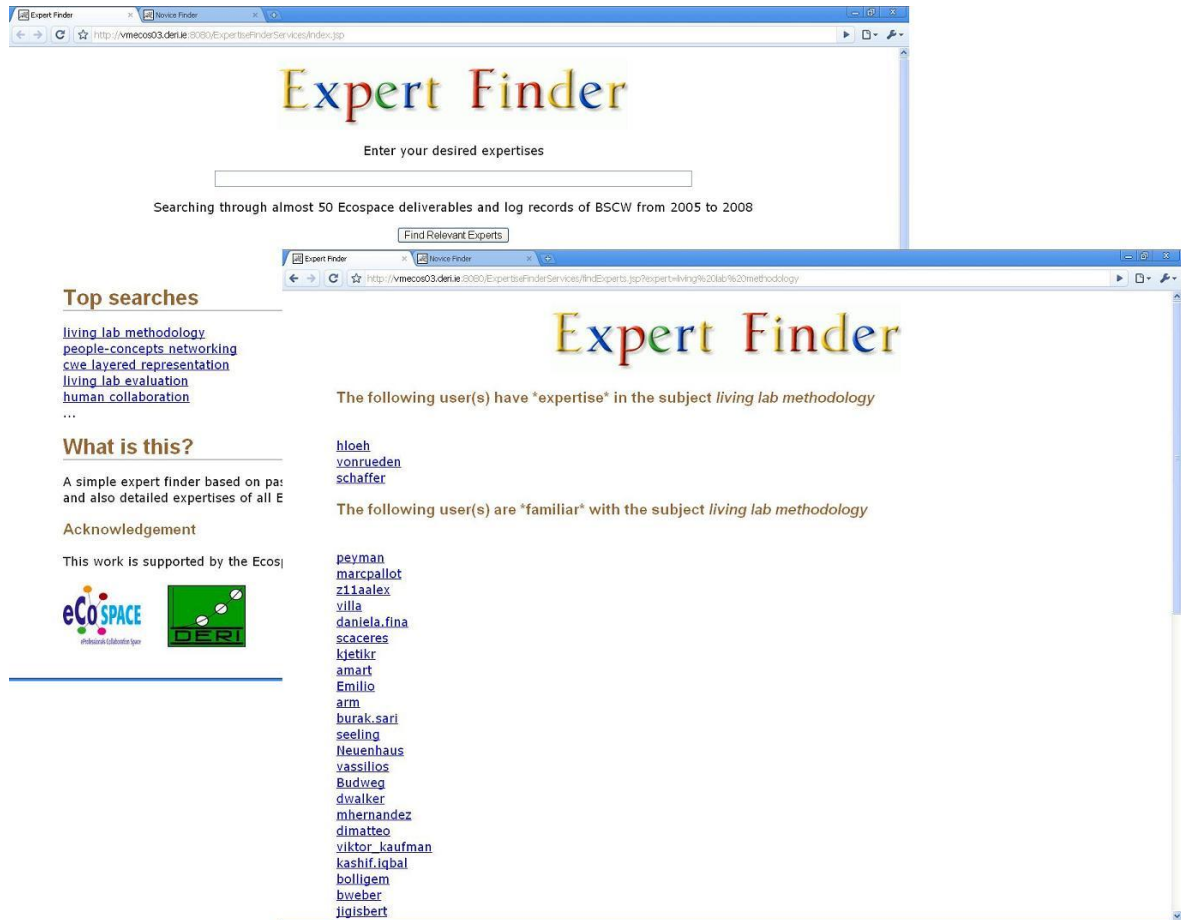 Expert Finder
Novice Finder
http://vmecos03.deri.ie:8080/ExpertiseFinderServices/index.jsp
Expert Finder
Enter your desired expertises
Searching through almost 50 Ecospace deliverables and log records of BSCW from 2005 to 2008
Find Relevant Experts
Top searches
living lab methodology
people-concepts networking
cwe layered representation
living lab evaluation
human collaboration
...
What is this?
A simple expert finder based on pas
and also detailed expertises of all E
Acknowledgement
This work is supported by the Ecosp
eCoSPACE
eProfessionals Collaboration Space
DERI
Expert Finder
Novice Finder
http://vmecos03.deri.ie:8080/ExpertiseFinderServices/findExperts.jsp?expert=living%20lab%20methodology
Expert Finder
The following user(s) have *expertise* in the subject living lab methodology
hloeh
vonrueden
schaffer
The following user(s) are *familiar* with the subject living lab methodology
peyman
marcpallot
z11aalex
villa
daniela.fina
scaceres
kjetikr
amart
Emilio
arm
burak.sari
seeling
Neuenhaus
vassilios
Budweg
dwalker
mhernandez
dimatteo
viktor_kaufman
kashif.iqbal
bolligem
bweber
jigisbert